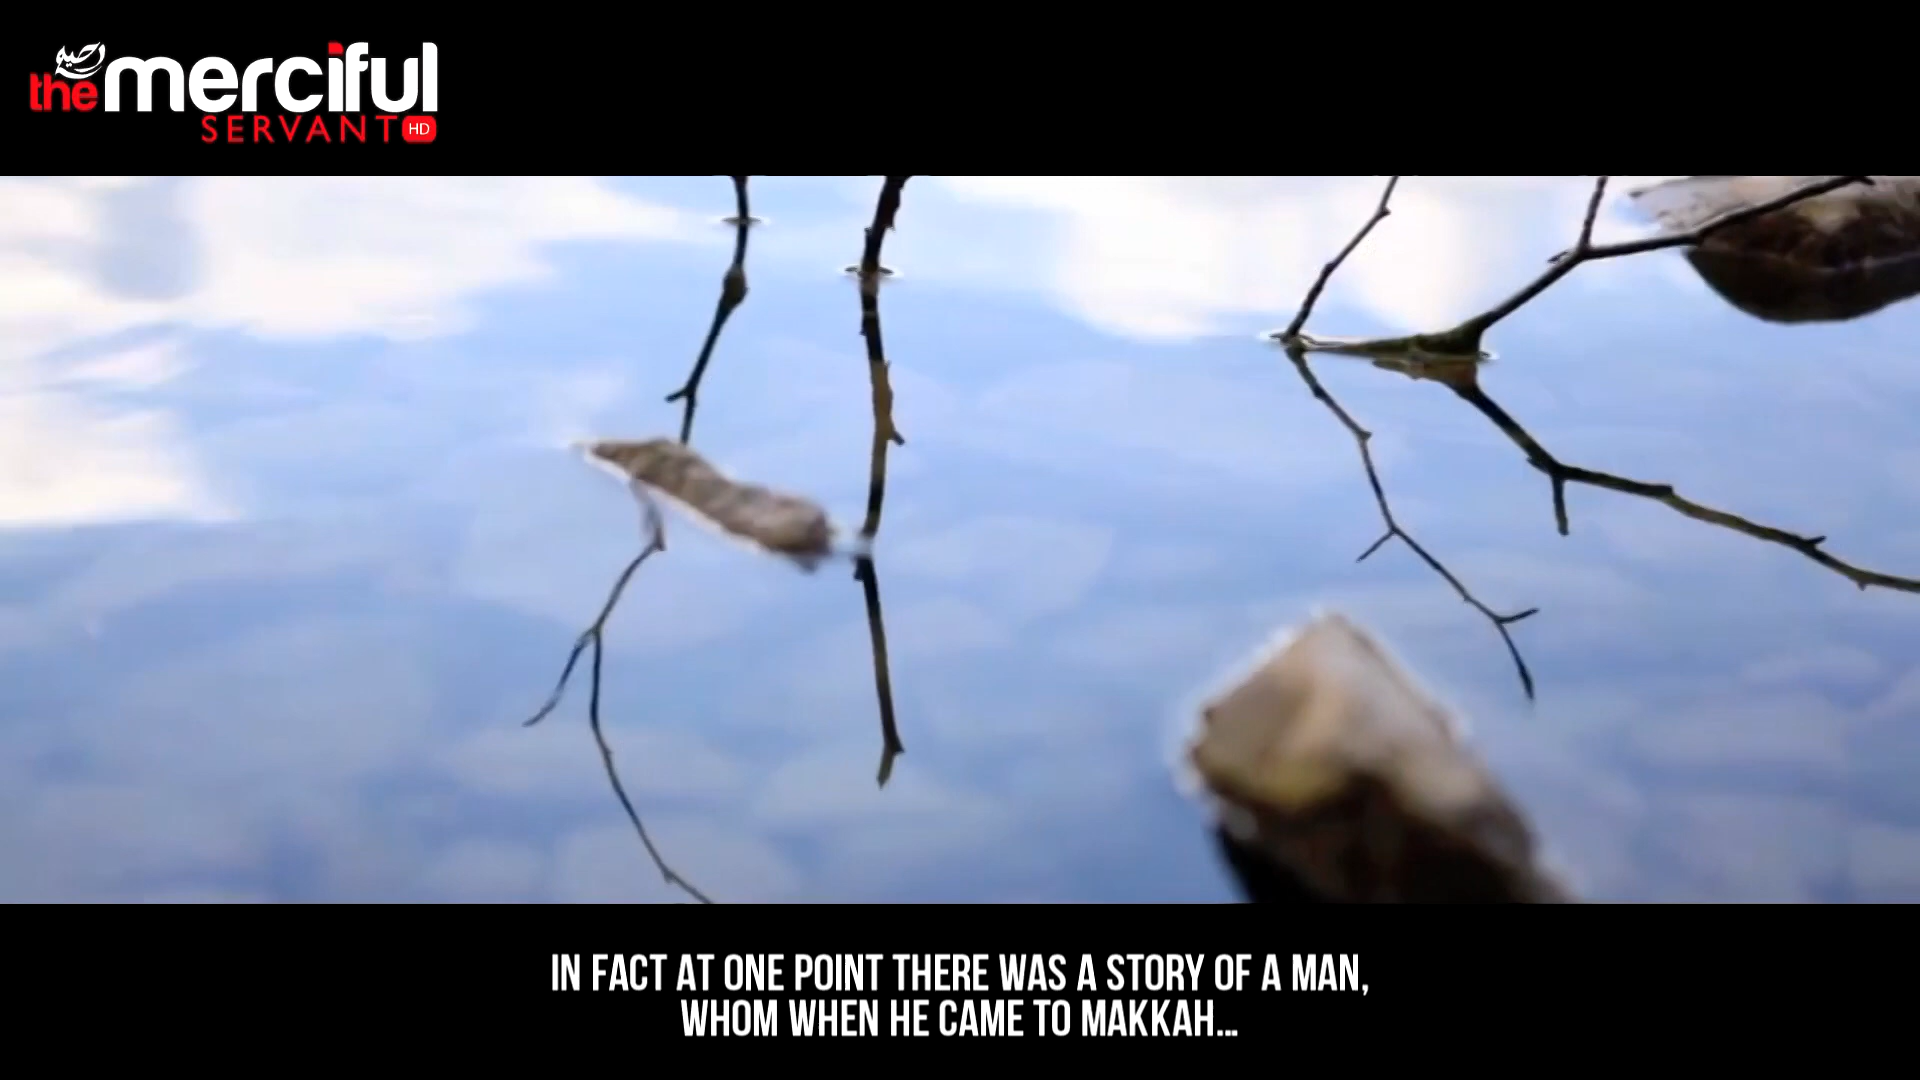 the merciful
SERVANT HD
IN FACT AT ONE POINT THERE WAS A STORY OF A MAN,
WHOM WHEN HE CAME TO MAKKAH...